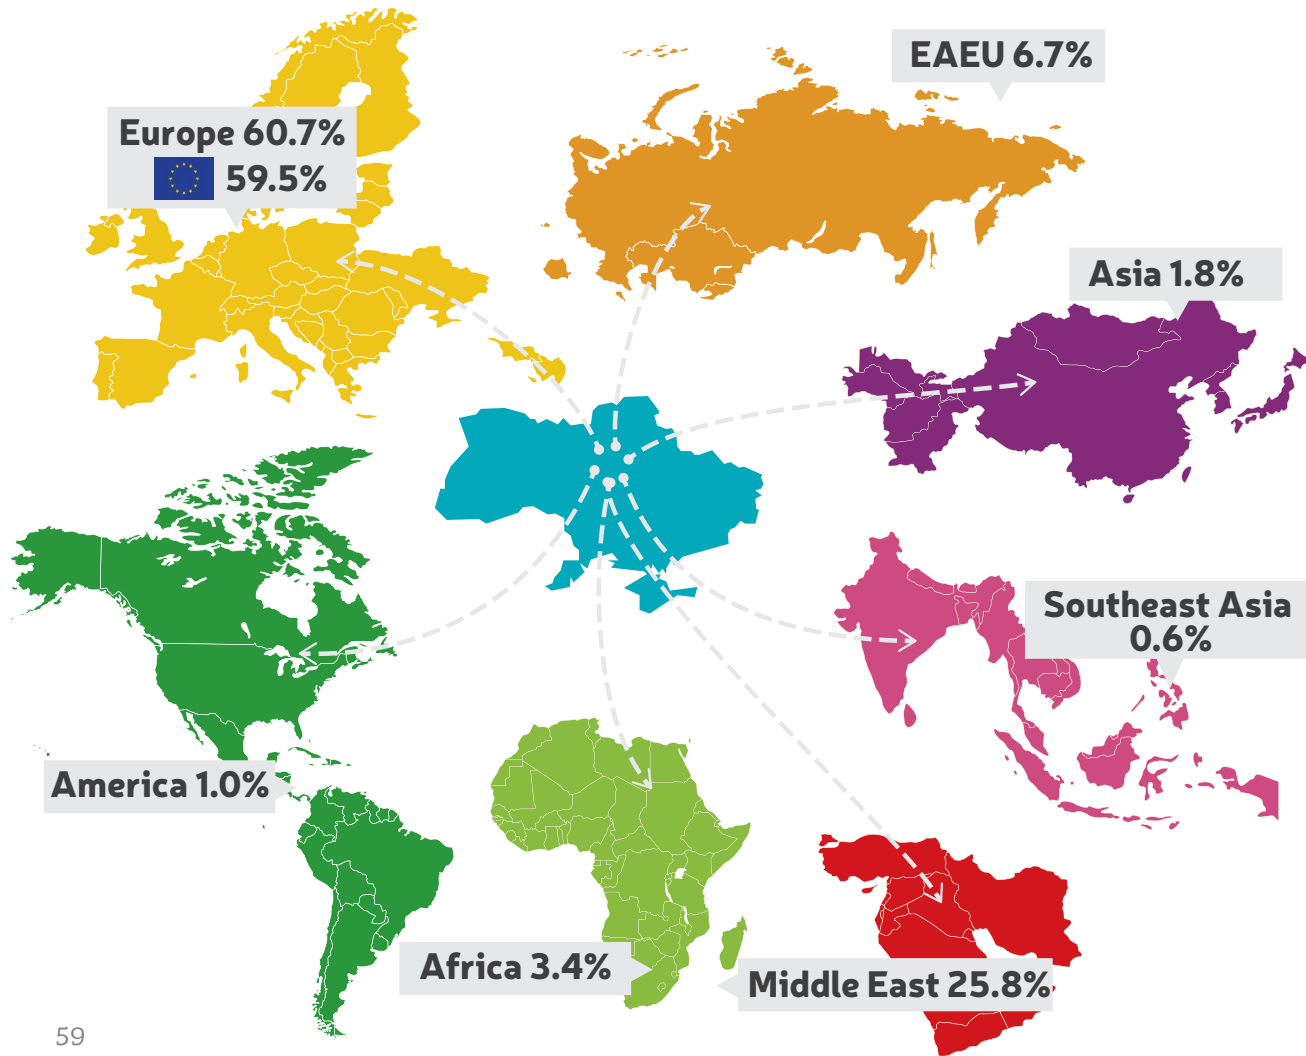 EAEU 6.7%
Europe 60.7%
59.5%
Asia 1.8%
Southeast Asia
0.6%
America 1.0%
Africa 3.4%
Middle East 25.8%
59